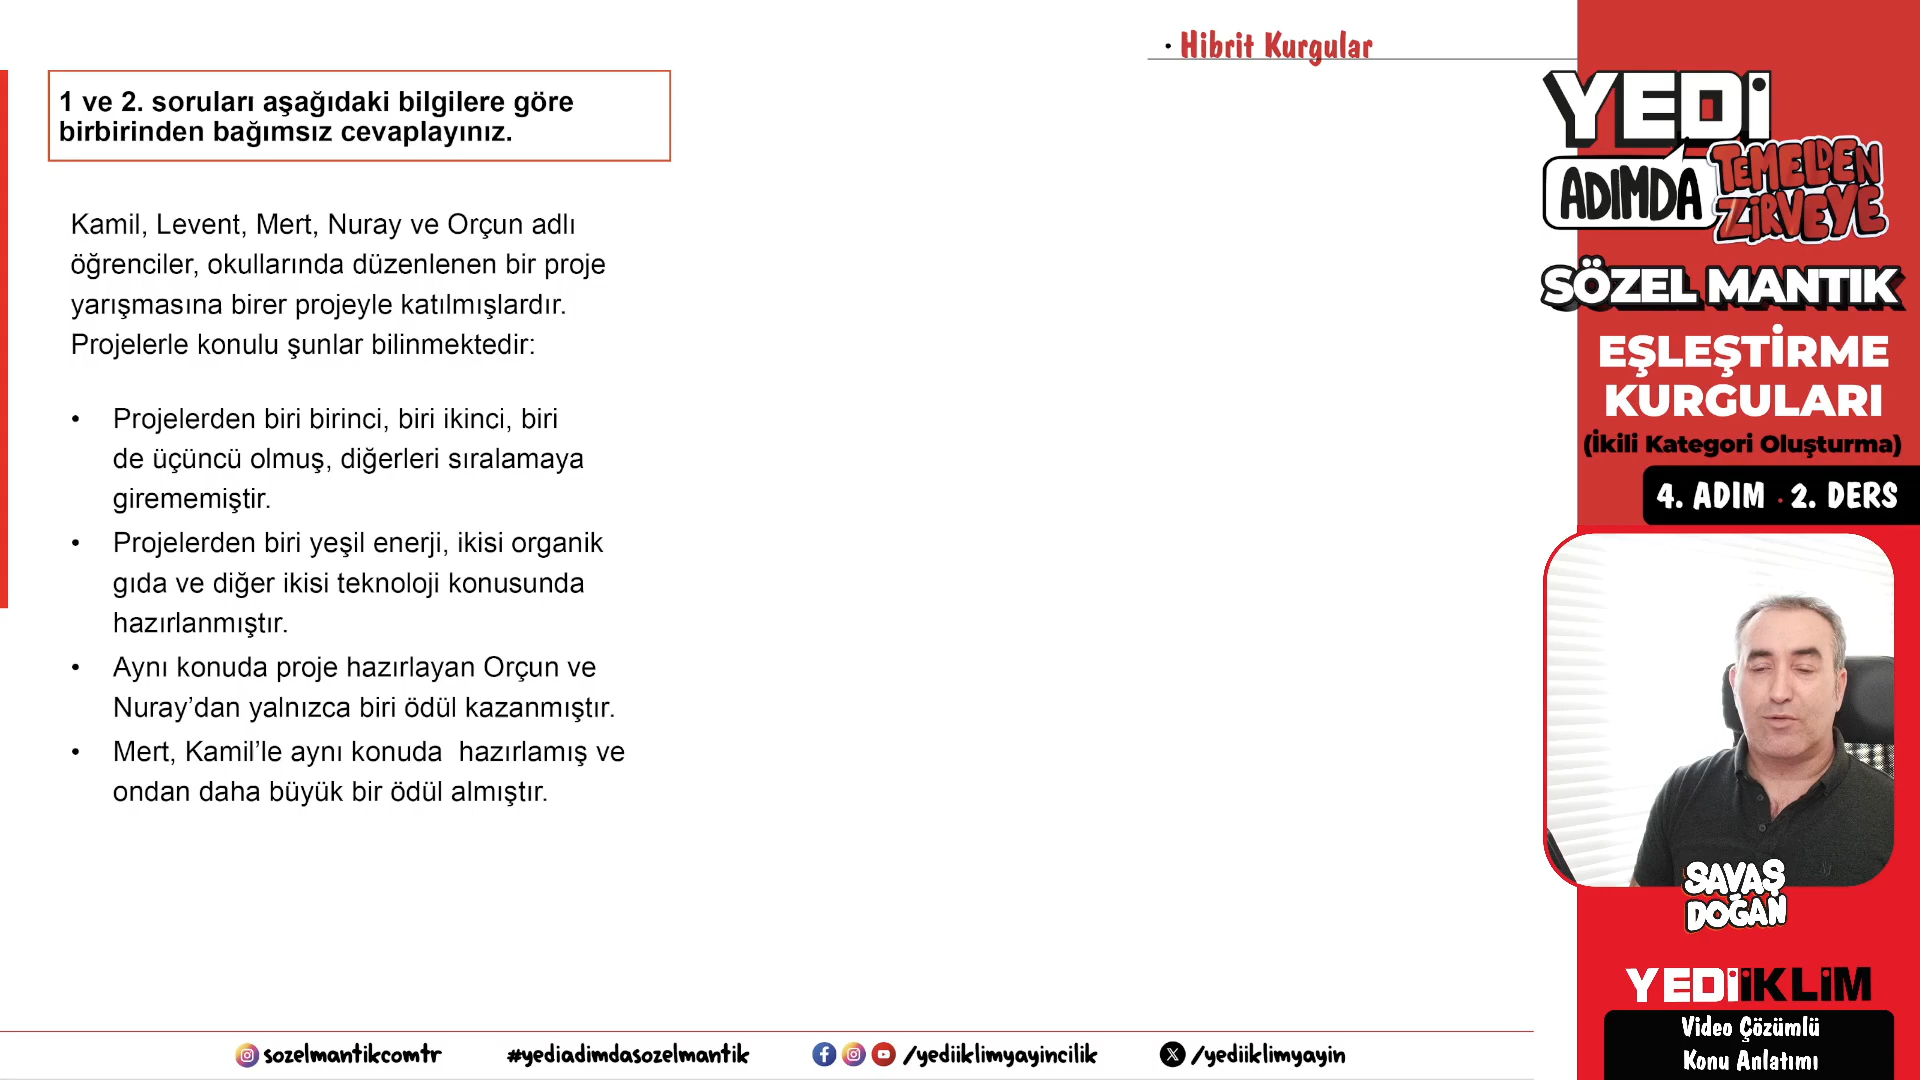 • Hibrit Kurgular
1 ve 2. soruları aşağıdaki bilgilere göre
birbirinden bağımsız cevaplayınız.
Kamil, Levent, Mert, Nuray ve Orçun adlı
öğrenciler, okullarında düzenlenen bir proje
yarışmasına birer projeyle katılmışlardır.
Projelerle konulu şunlar bilinmektedir:
• Projelerden biri birinci, biri ikinci, biri
de üçüncü olmuş, diğerleri sıralamaya
girememiştir.
• Projelerden biri yeşil enerji, ikisi organik
gıda ve diğer ikisi teknoloji konusunda
hazırlanmıştır.
• Aynı konuda proje hazırlayan Orçun ve
Nuray’dan yalnızca biri ödül kazanmıştır.
• Mert, Kamil’le aynı konuda hazırlamış ve
ondan daha büyük bir ödül almıştır.
YEDİ
ADIMDA
TEMELDEN
ZİRVEYE
SÖZEL MANTIK
EŞLEŞTİRME
KURGULARI
(İkili Kategori Oluşturma)
4. ADIM • 2. DERS
SAVAŞ
DOĞAN
YEDİİKLİM
Video Çözümlü
Konu Anlatımı
sozelmantikcomtr #yediadimdasozelmantik /yediiklimyayincilik /yediiklimyayin